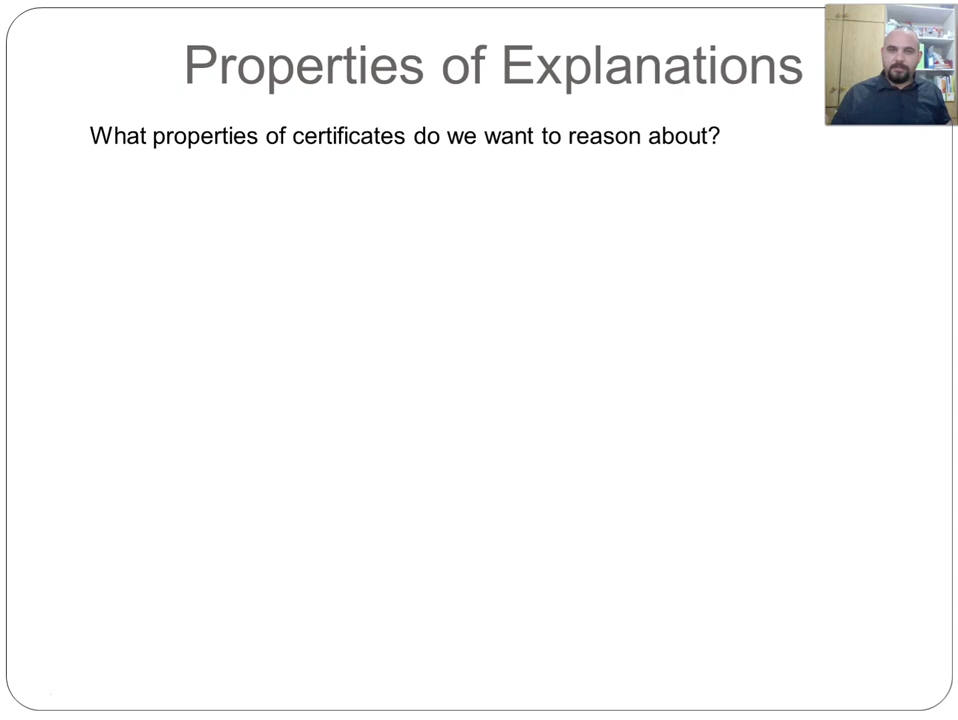 Properties of Explanations
What properties of certificates do we want to reason about?